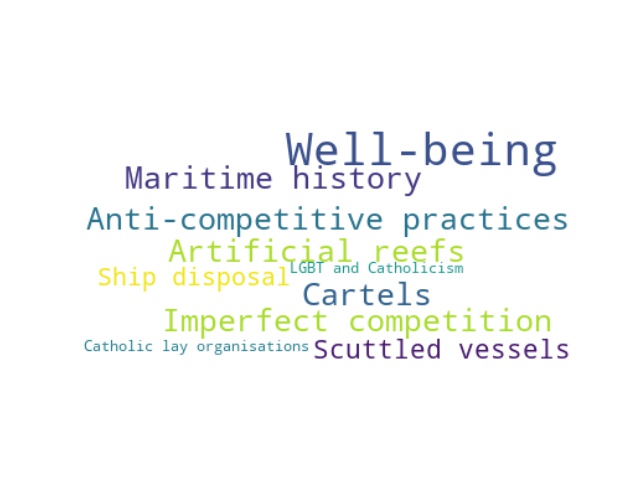 Well-being
Maritime history
Anti-competitive practices
Artificial reefs
LGBT and Catholicism
Ship disposal
Cartels
Imperfect competition
Catholic lay organisations
Scuttled vessels